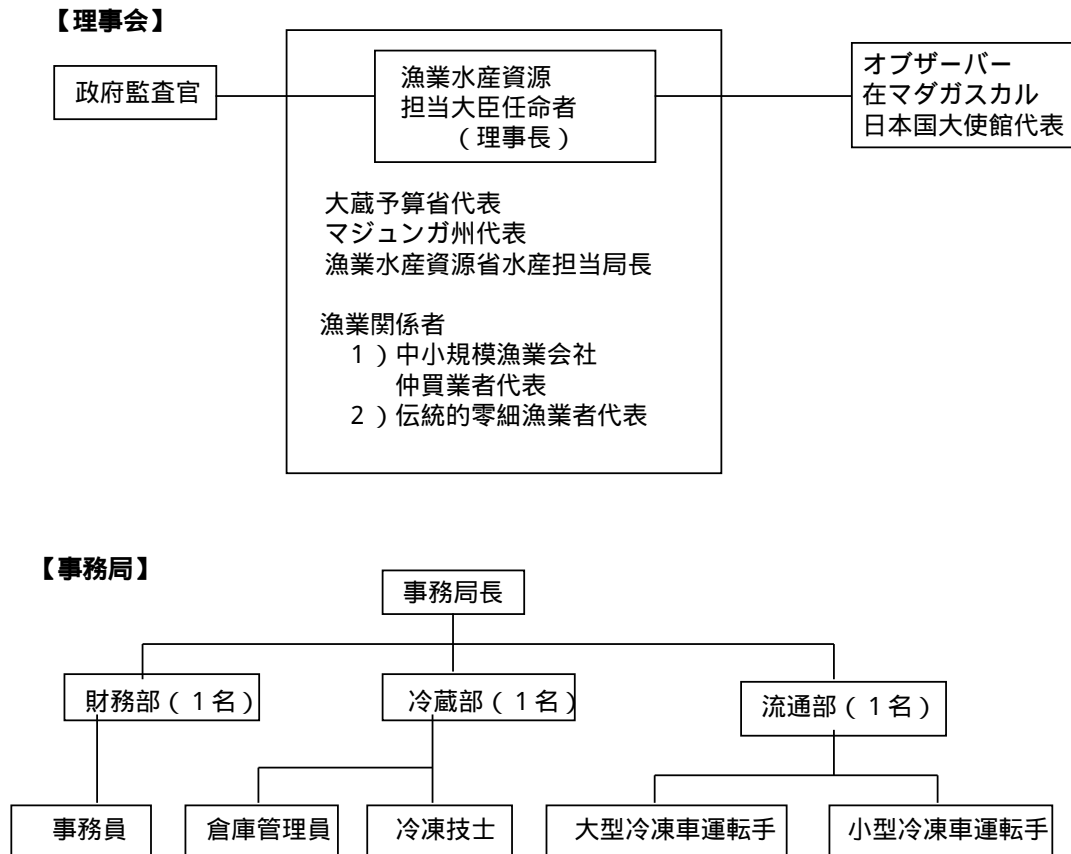 【理事会】
政府監査官
漁業水産資源
担当大臣任命者
(理事長)
オブザーバー
在マダガスカル
日本国大使館代表
大蔵予算省代表
マジュンガ州代表
漁業水産資源省水産担当局長
漁業関係者
1)中小規模漁業会社
仲買業者代表
2)伝統的零細漁業者代表
【事務局】
事務局長
財務部(1名)
冷蔵部(1名)
流通部(1名)
事務員
倉庫管理員
冷凍技士
大型冷凍車運転手
小型冷凍車運転手